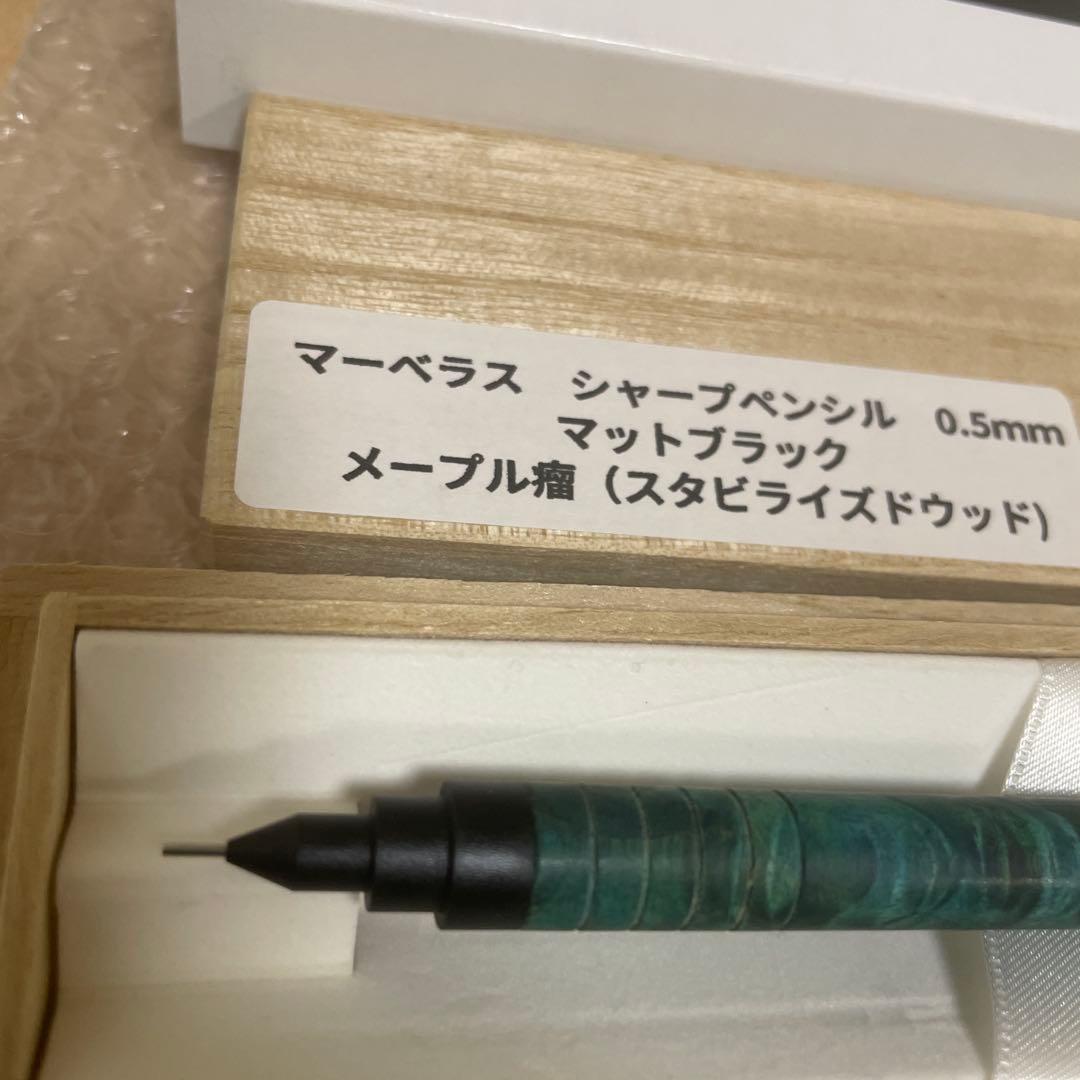 マーベラス　シャープペンシル　0.5mm
マットブラック
メープル瘤（スタビライズドウッド)